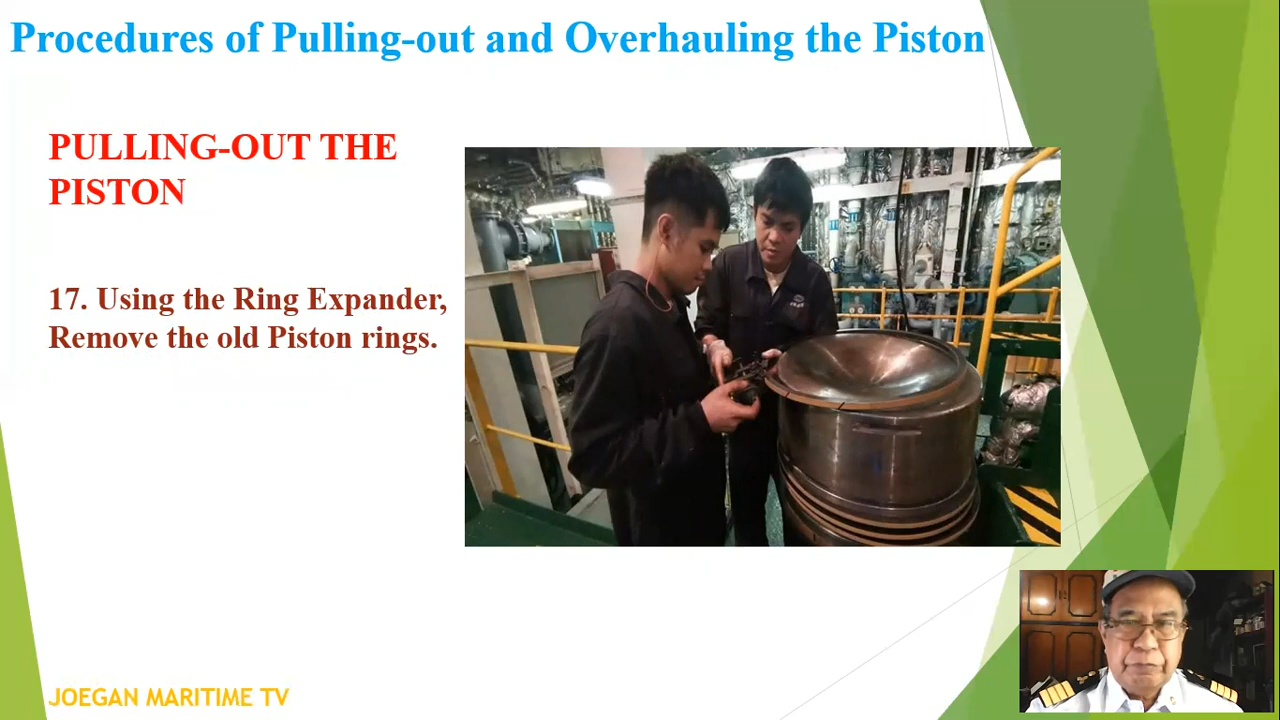 Procedures of Pulling-out and Overhauling the Piston
PULLING-OUT THE
PISTON
17. Using the Ring Expander,
Remove the old Piston rings.
JOEGAN MARITIME TV